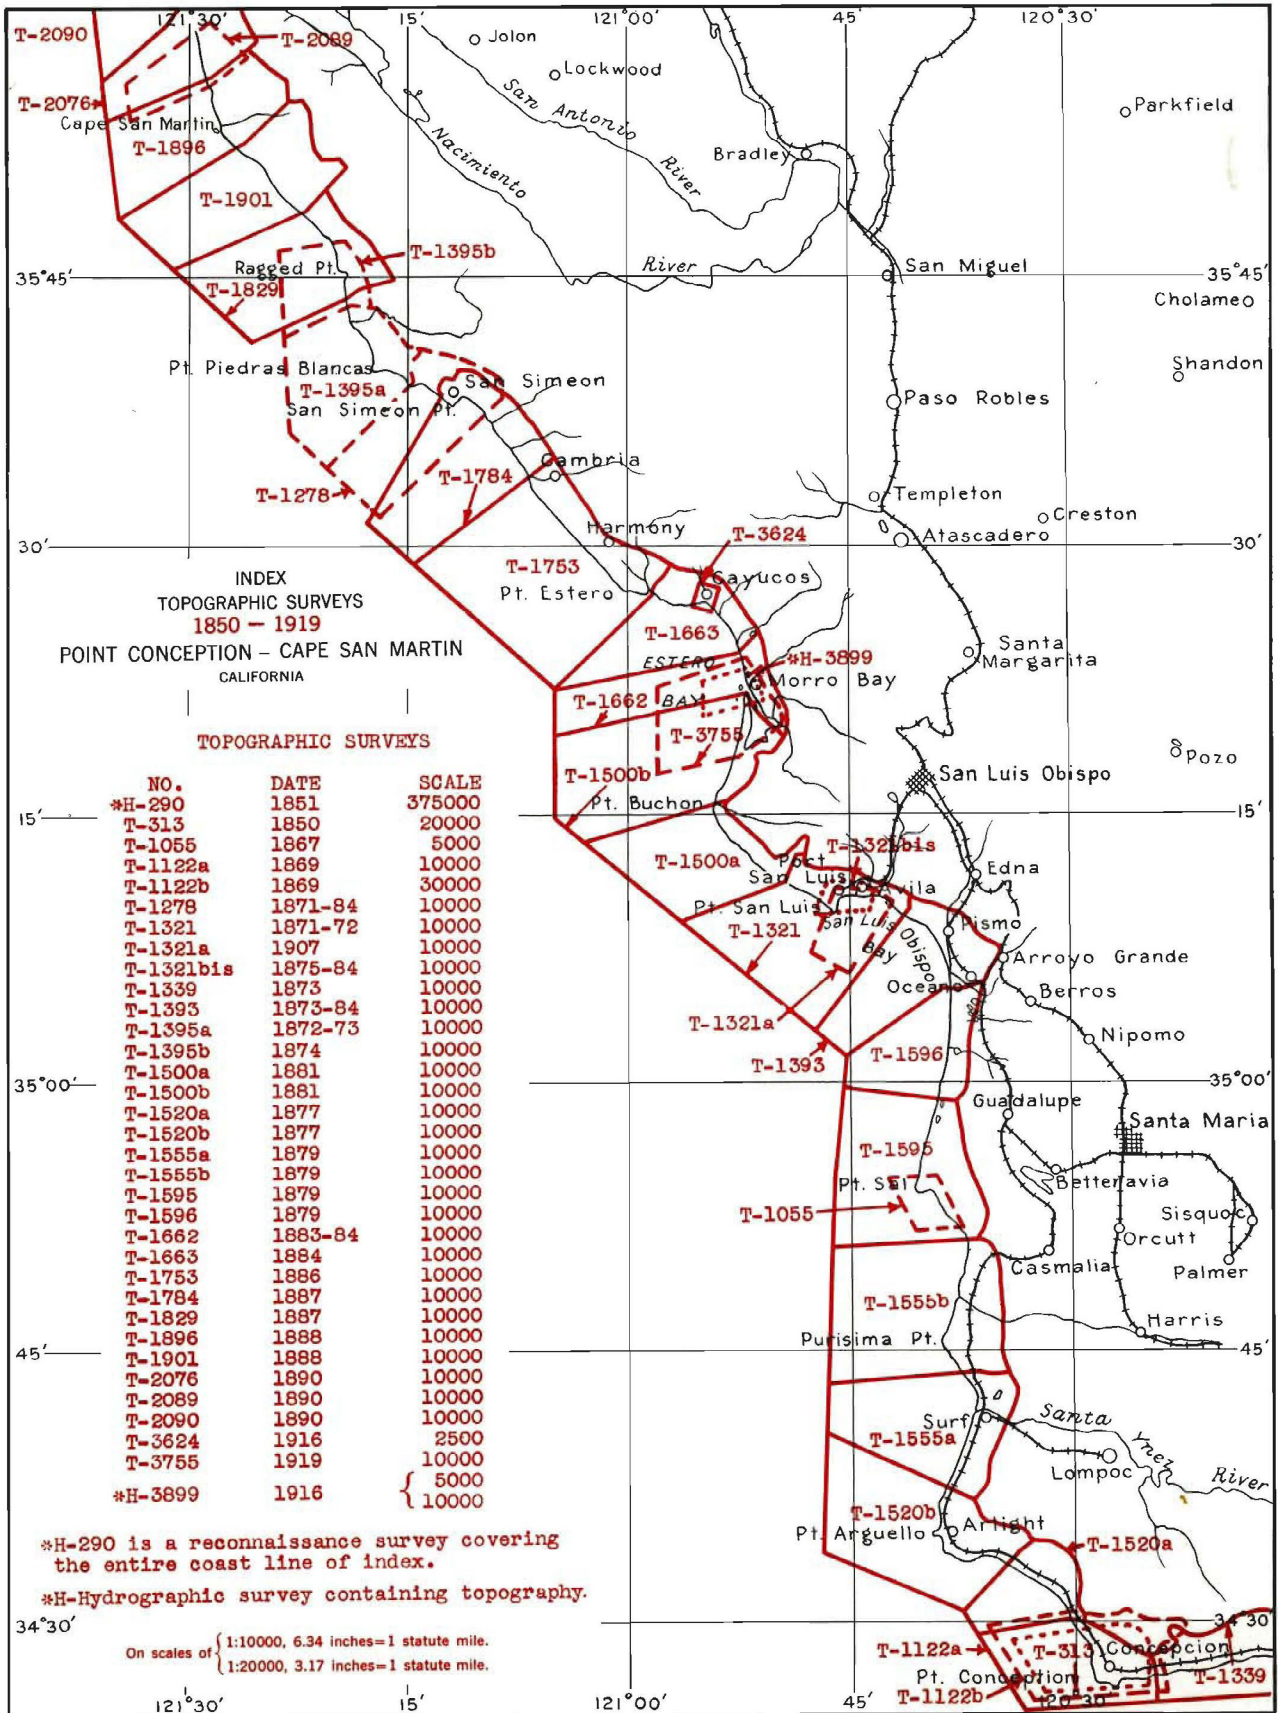 121°30′ 15′ 121°00′ 45′ 120°30′
T-2090
T-2089
Jolon
Lockwood
San Antonio River
T-2076
Parkfield
Cape San Martin
Nacimiento River
T-1896
Bradley
T-1901
T-1395b
Ragged Pt.
San Miguel
35°45′ 35°45′
T-1829
Cholameo
Pt. Piedras Blancas
Shandon
T-1395a
San Simeon
San Simeon Pt.
Paso Robles
Cambria
T-1784
T-1278
Templeton
Creston
Harmony
T-3624
Atascadero
30′ 30′
T-1753
Cayucos
Pt. Estero
T-1663
Santa
Margarita
ESTERO
BAY
*H-3899
Morro Bay
T-1662
T-3755
T-1500b
San Luis Obispo
Pozo
Pt. Buchon
15′ 15′
INDEX
TOPOGRAPHIC SURVEYS
1850 — 1919
POINT CONCEPTION – CAPE SAN MARTIN
CALIFORNIA
TOPOGRAPHIC SURVEYS
NO. DATE SCALE
*H-290 1851 375000
T-313 1850 20000
T-1055 1867 5000
T-1122a 1869 10000
T-1122b 1869 30000
T-1278 1871-84 10000
T-1321 1871-72 10000
T-1321a 1907 10000
T-1321bis 1875-84 10000
T-1339 1873 10000
T-1393 1873-84 10000
T-1395a 1872-73 10000
T-1395b 1874 10000
T-1500a 1881 10000
T-1500b 1881 10000
T-1520a 1877 10000
T-1520b 1877 10000
T-1555a 1879 10000
T-1555b 1879 10000
T-1595 1879 10000
T-1596 1879 10000
T-1662 1883-84 10000
T-1663 1884 10000
T-1753 1886 10000
T-1784 1887 10000
T-1829 1887 10000
T-1896 1888 10000
T-1901 1888 10000
T-2076 1890 10000
T-2089 1890 10000
T-2090 1890 10000
T-3624 1916 2500
T-3755 1919 10000
*H-3899 1916 { 5000
10000
*H-290 is a reconnaissance survey covering
the entire coast line of index.
*H-Hydrographic survey containing topography.
On scales of { 1:10000, 6.34 inches=1 statute mile.
1:20000, 3.17 inches=1 statute mile.
T-1321bis
T-1500a
Port
San Luis
Avila
Edna
Pt. San Luis
San Luis Obispo
Bay
Pismo
T-1321
Arroyo Grande
Oceano
Berros
T-1321a
Nipomo
T-1393
T-1596
35°00′ 35°00′
Guadalupe
Santa Maria
T-1595
Pt. Sal
Betteravia
T-1055
Sisquoc
Orcutt
Casmalia
Palmer
T-1555b
Harris
Purisima Pt.
45′ 45′
Surf
Santa Ynez River
T-1555a
Lompoc
T-1520b
Pt. Arguello
Arlight
T-1520a
34°30′ 34°30′
T-1122a
T-313
Concepcion
Pt. Conception
T-1339
T-1122b
121°30′ 15′ 121°00′ 45′ 120°30′